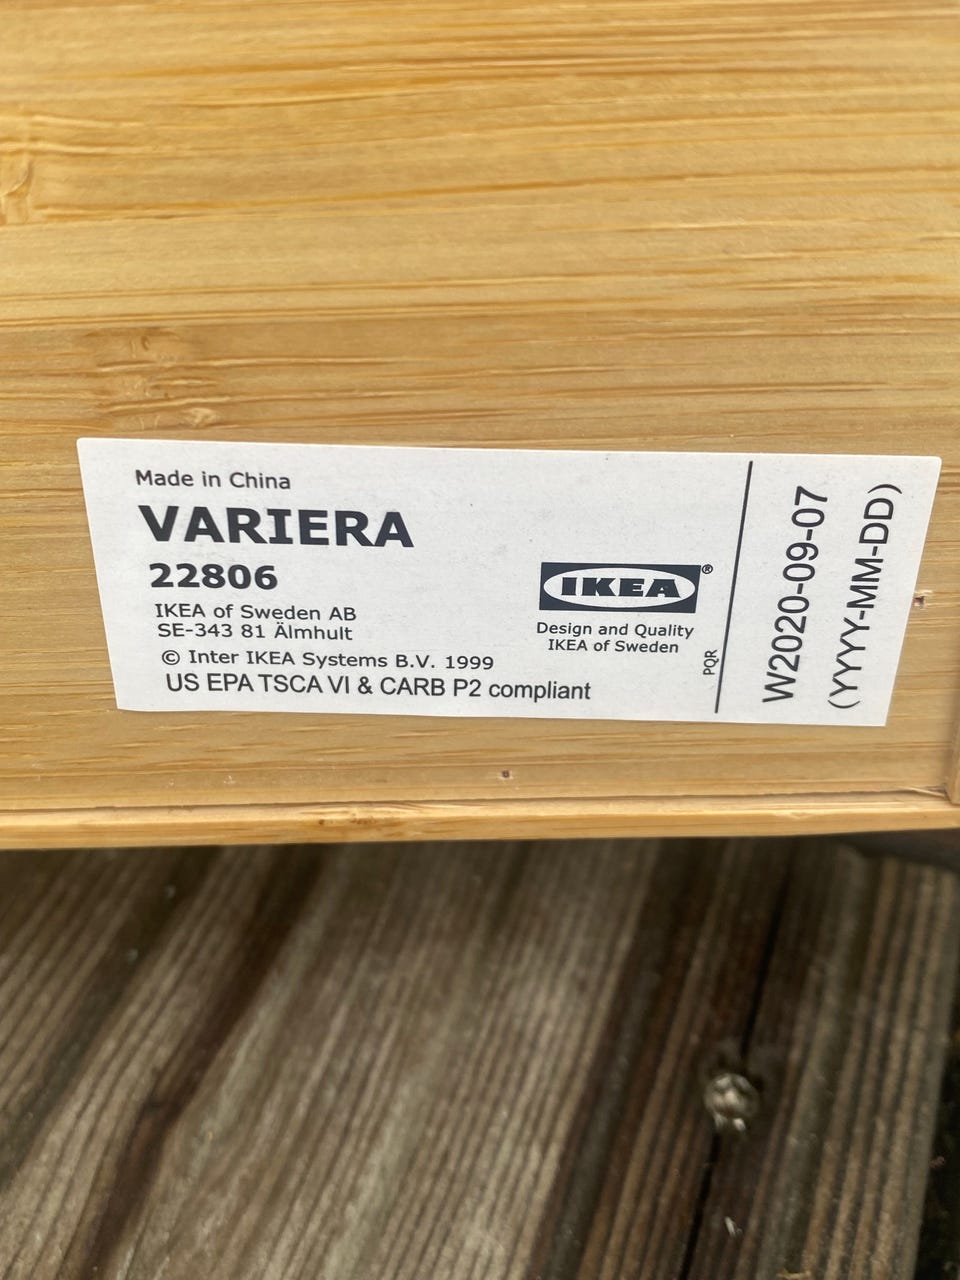 Made in China
VARIERA
22806
IKEA of Sweden AB
SE-343 81 Älmhult
© Inter IKEA Systems B.V. 1999
US EPA TSCA VI & CARB P2 compliant
IKEA®
Design and Quality
IKEA of Sweden
PQR
W2020-09-07
(YYYY-MM-DD)